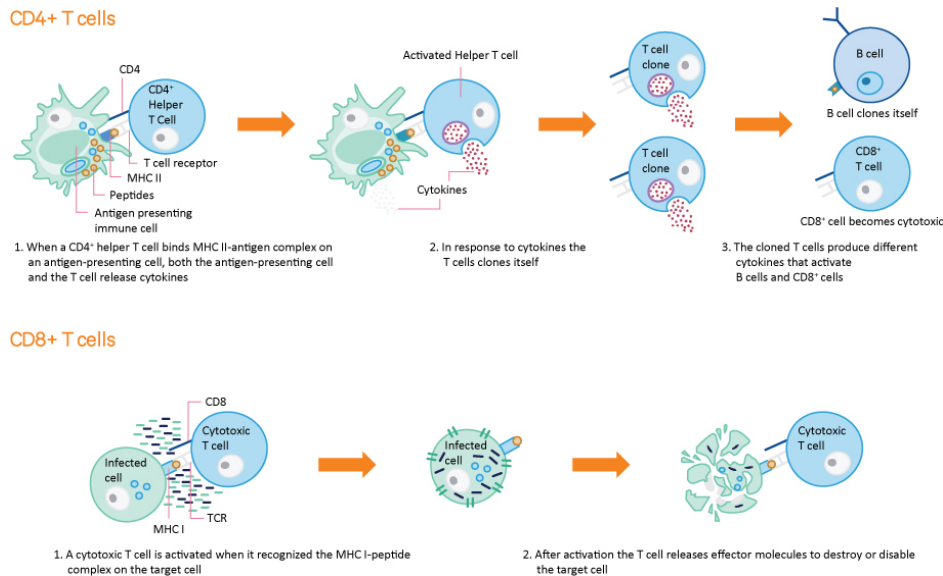 CD4+ T cells
CD4
CD4⁺
Helper
T Cell
T cell receptor
MHC II
Peptides
Antigen presenting
immune cell
1. When a CD4⁺ helper T cell binds MHC II-antigen complex on
an antigen-presenting cell, both the antigen-presenting cell
and the T cell release cytokines
Activated Helper T cell
Cytokines
2. In response to cytokines the
T cells clones itself
T cell
clone
T cell
clone
B cell
B cell clones itself
CD8⁺
T cell
CD8⁺ cell becomes cytotoxic
3. The cloned T cells produce different
cytokines that activate
B cells and CD8⁺ cells
CD8+ T cells
CD8
Cytotoxic
T cell
Infected
cell
MHC I
TCR
1. A cytotoxic T cell is activated when it recognized the MHC I-peptide
complex on the target cell
Infected
cell
Cytotoxic
T cell
2. After activation the T cell releases effector molecules to destroy or disable
the target cell